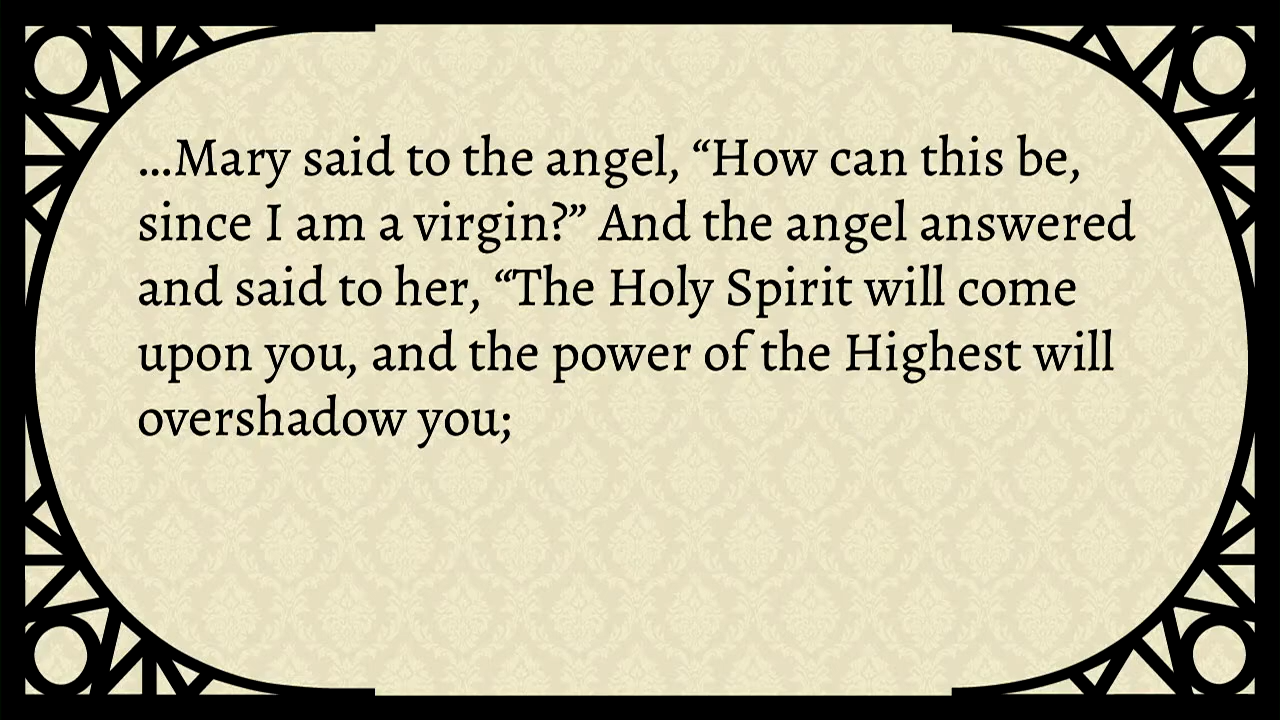 …Mary said to the angel, “How can this be,
since I am a virgin?” And the angel answered
and said to her, “The Holy Spirit will come
upon you, and the power of the Highest will
overshadow you;